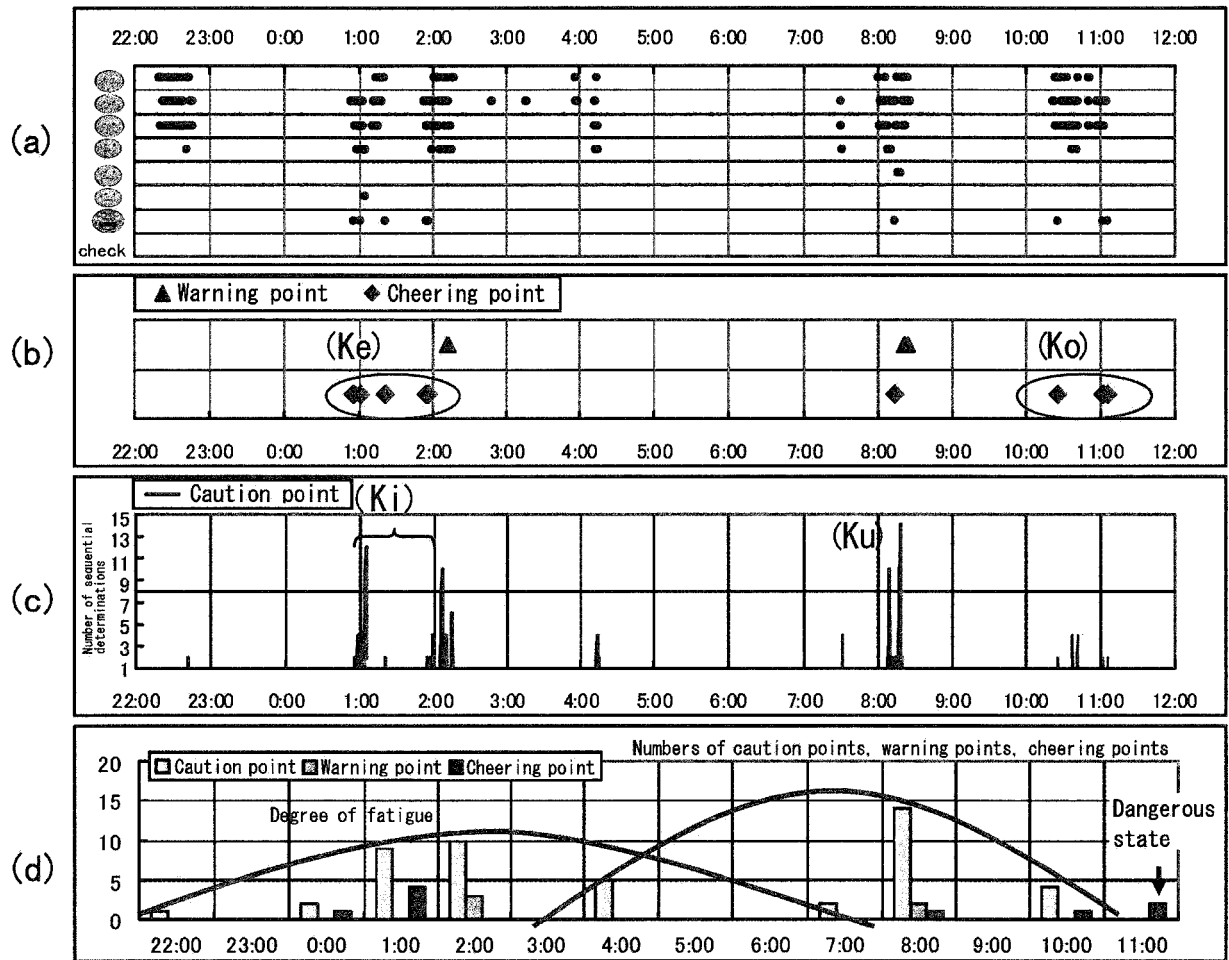 22:00 23:00 0:00 1:00 2:00 3:00 4:00 7:00 8:00 9:00 10:00 11:00 12:00
(a)
check
▲ Warning point ◆ Cheering point
(b)
(Ke)
(Ko)
22:00 23:00 0:00 1:00 2:00 3:00 4:00 5:00 6:00 7:00 8:00 9:00 10:00 11:00 12:00
Caution point
(Ki)
(Ku)
(c)
Number of sequential
determinations
15
13
11
9
7
5
3
1
22:00 23:00 0:00 1:00 2:00 3:00 4:00 5:00 6:00 7:00 8:00 9:00 10:00 11:00 12:00
Numbers of caution points, warning points, cheering points
Caution point Warning point Cheering point
(d)
Degree of fatigue
Dangerous
state
20
15
10
5
0
22:00 23:00 0:00 1:00 2:00 3:00 4:00 5:00 6:00 7:00 8:00 9:00 10:00 11:00